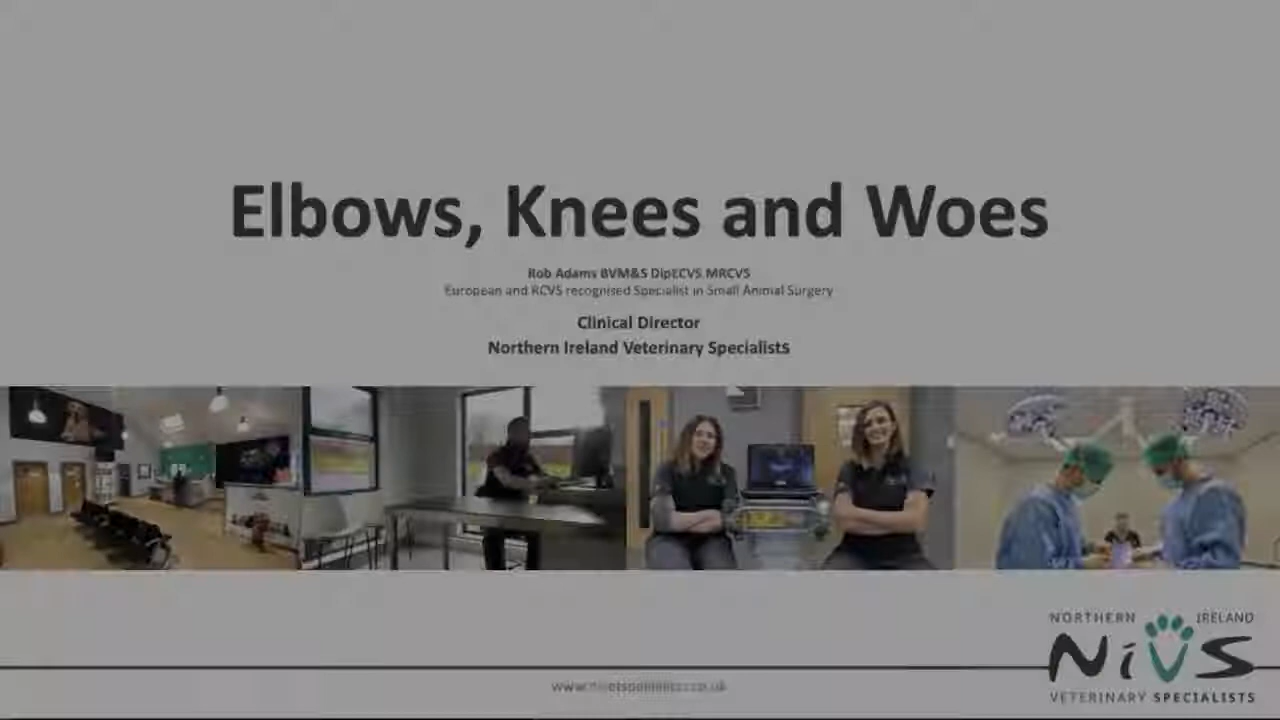 Elbows, Knees and Woes
Rob Adams BVM&S DipECVS MRCVS
European and RCVS recognised Specialist in Small Animal Surgery
Clinical Director
Northern Ireland Veterinary Specialists
NORTHERN IRELAND
NiVS
VETERINARY SPECIALISTS